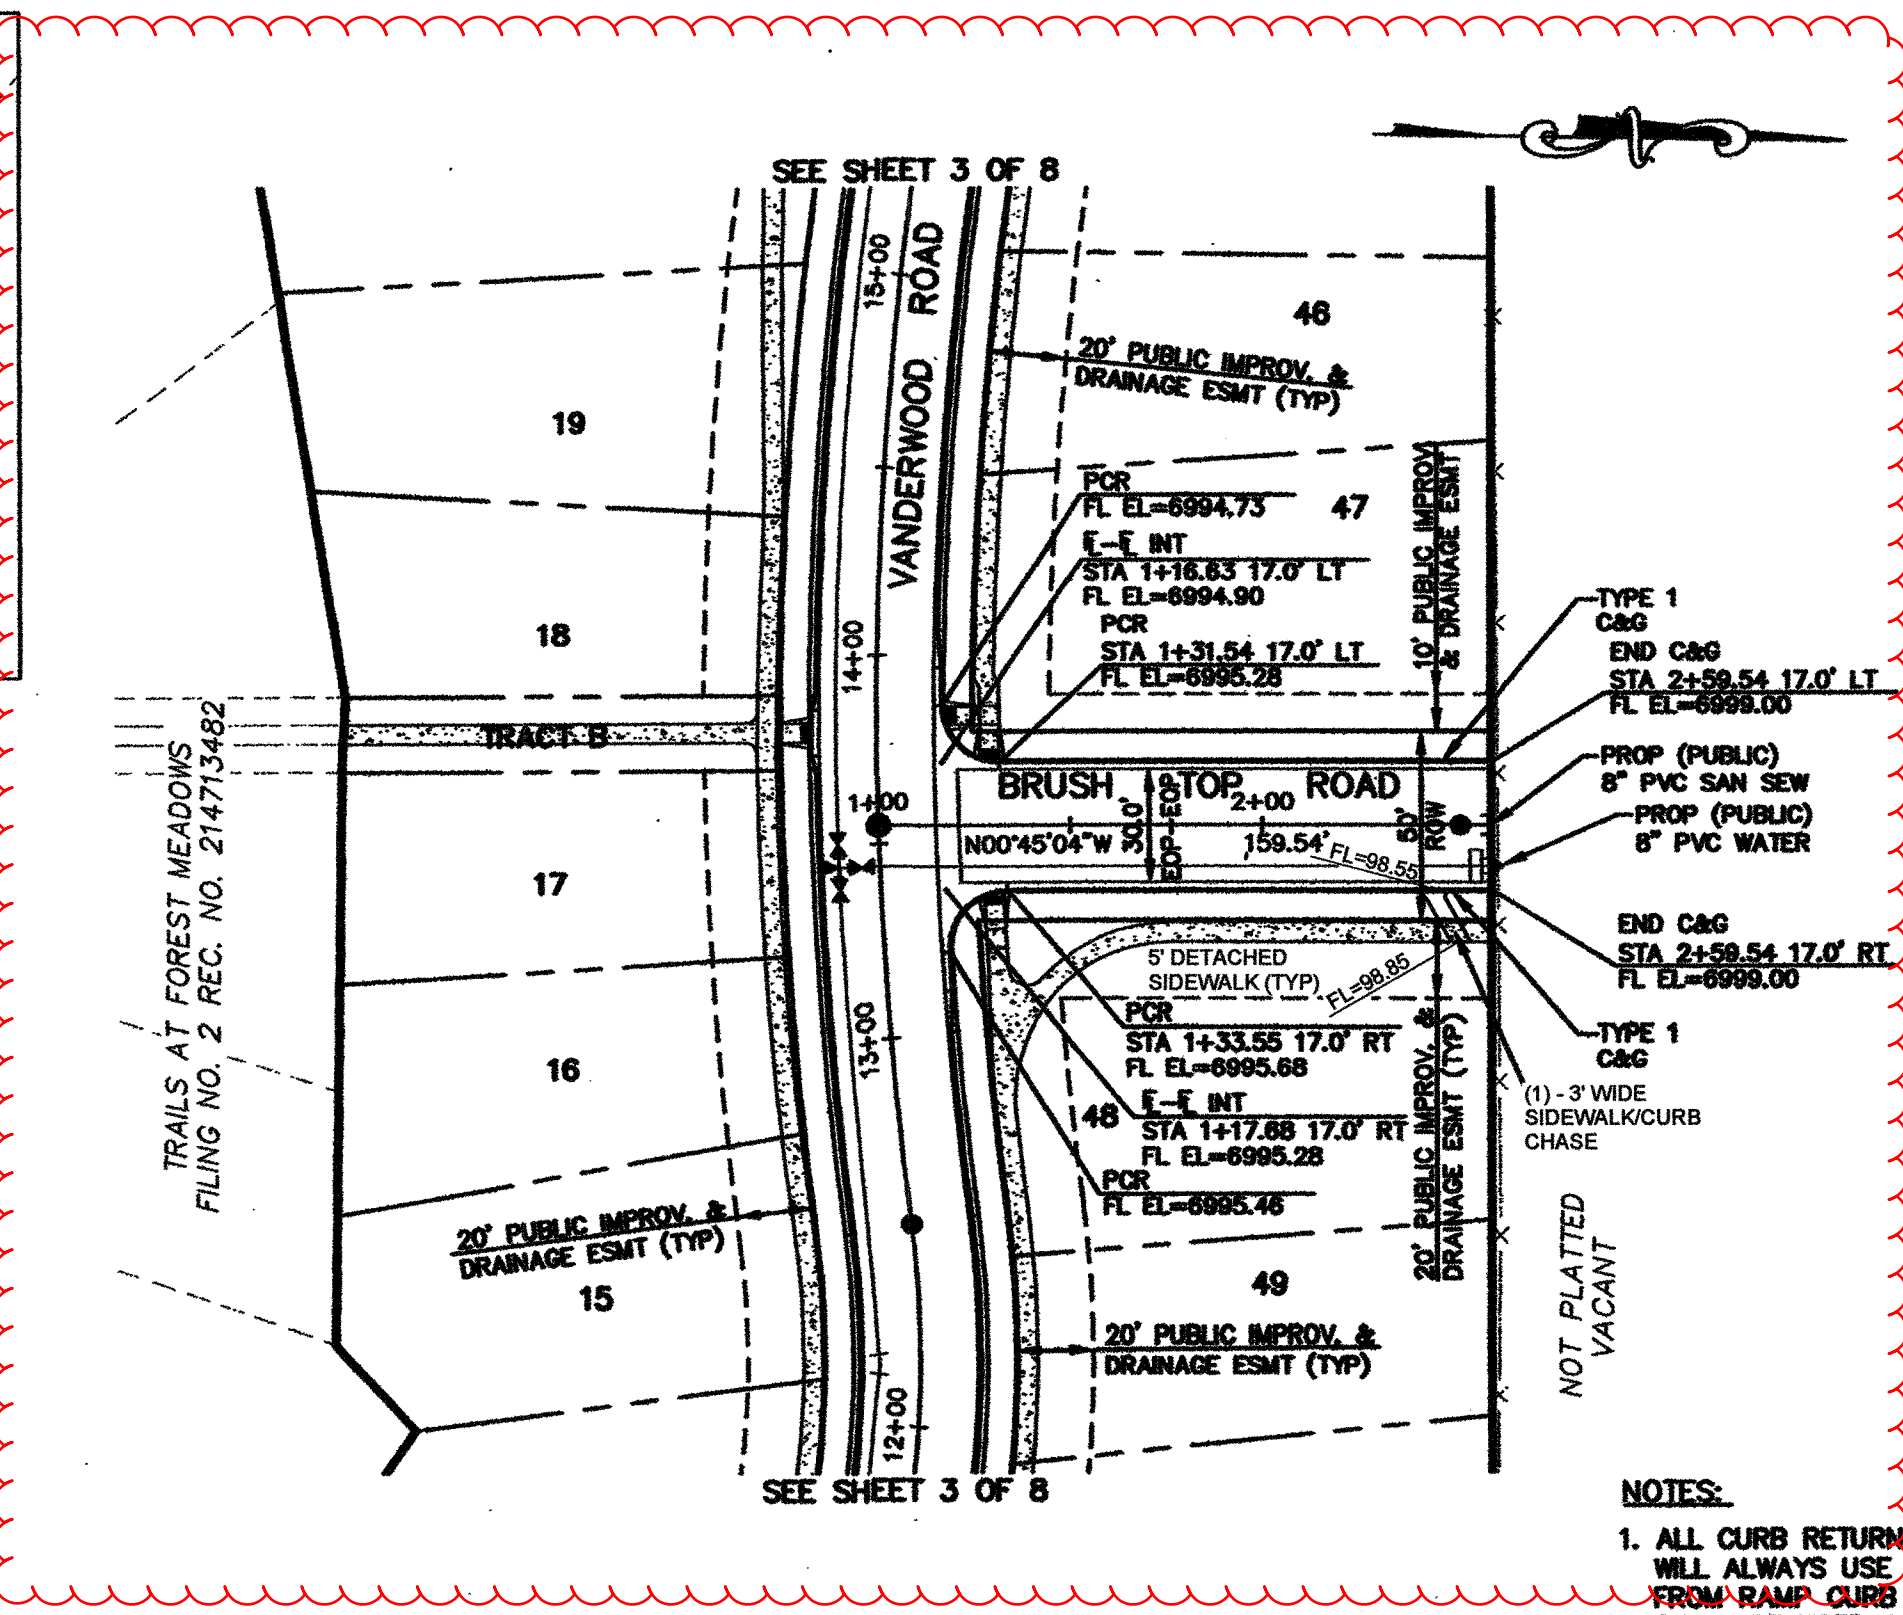 SEE SHEET 3 OF 8
15+00
VANDERWOOD ROAD
46
20' PUBLIC IMPROV. &
DRAINAGE ESMT (TYP)
19
PCR
FL EL=6994.73
47
FL-FL INT
STA 1+16.63 17.0' LT
FL EL=6994.90
PCR
STA 1+31.54 17.0' LT
FL EL=6995.28
10' PUBLIC IMPROV.
& DRAINAGE ESMT
TYPE 1
C&G
END C&G
STA 2+59.54 17.0' LT
FL EL=6999.00
18
14+00
TRACT B
TRAILS AT FOREST MEADOWS
FILING NO. 2 REC. NO. 214713482
PROP (PUBLIC)
8" PVC SAN SEW
PROP (PUBLIC)
8" PVC WATER
BRUSH TOP ROAD
1+00
2+00
N00°45'04"W
159.54'
30.0'
EOP-EOP
50'
ROW
FL=98.55
17
END C&G
STA 2+59.54 17.0' RT
FL EL=6999.00
5' DETACHED
SIDEWALK (TYP)
FL=98.85
PCR
STA 1+33.55 17.0' RT
FL EL=6995.68
TYPE 1
C&G
(1) - 3' WIDE
SIDEWALK/CURB
CHASE
13+00
16
48
FL-FL INT
STA 1+17.68 17.0' RT
FL EL=6995.28
PCR
FL EL=6995.46
20' PUBLIC IMPROV. &
DRAINAGE ESMT (TYP)
20' PUBLIC IMPROV. &
DRAINAGE ESMT (TYP)
15
49
20' PUBLIC IMPROV. &
DRAINAGE ESMT (TYP)
NOT PLATTED
VACANT
12+00
SEE SHEET 3 OF 8
NOTES:
1. ALL CURB RETURN
WILL ALWAYS USE
FROM RAMP CURB